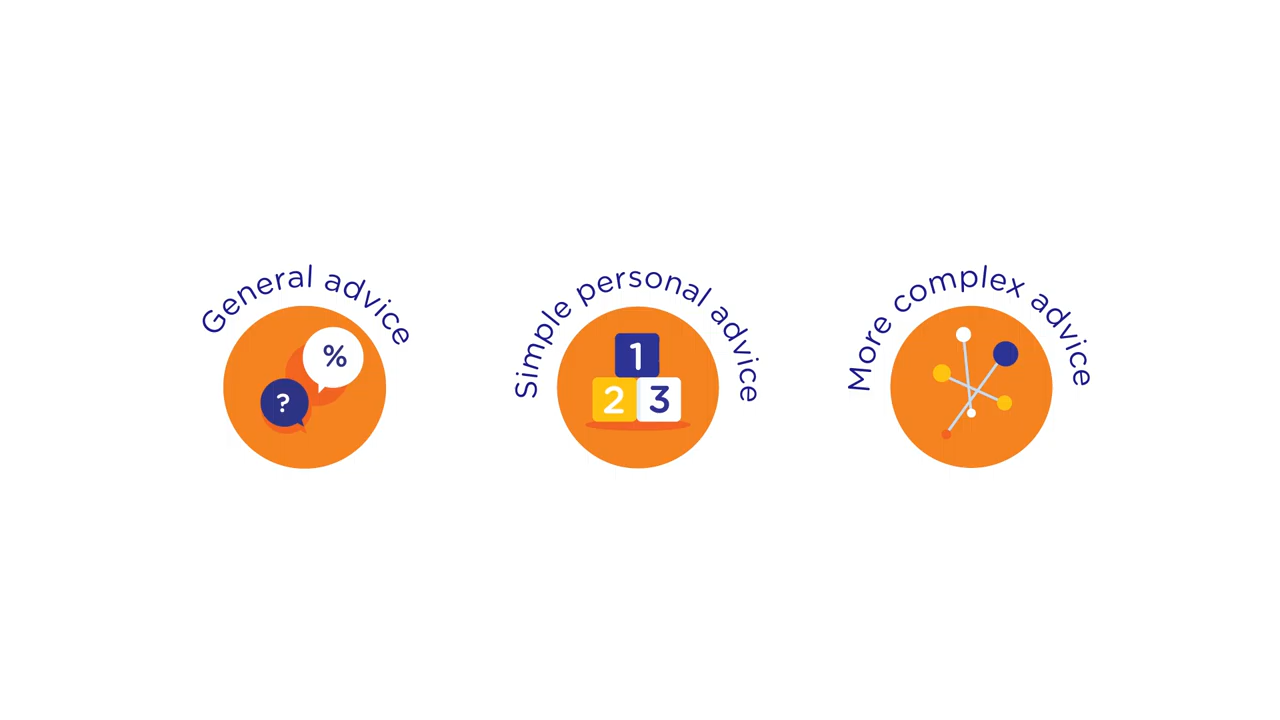 General advice
%
?
Simple personal advice
1
2 3
More complex advice